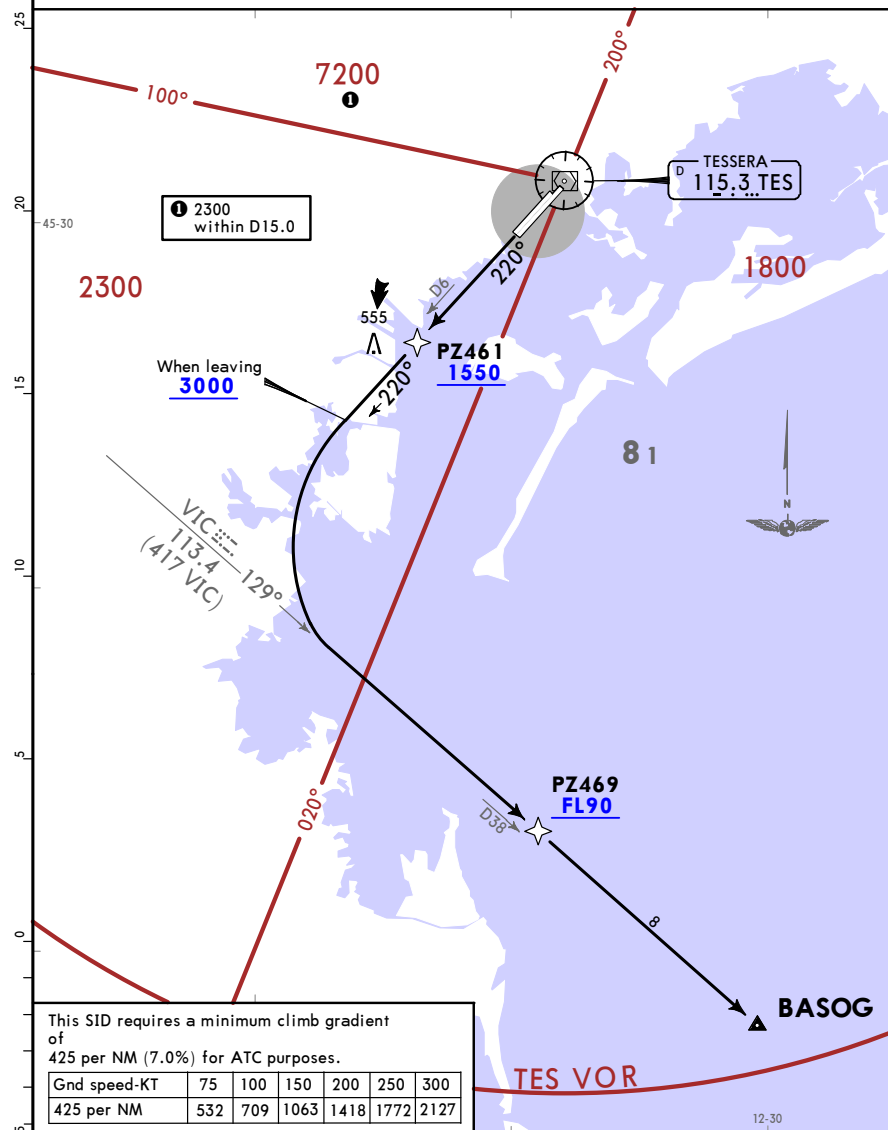 25
7200
❶
200°
100°
TESSERA
D 115.3 TES
20
45-30
❶ 2300
within D15.0
220°
2300
1800
D6
555
PZ461
1550
When leaving
3000
220°
15
81
N
VIC
113.4
(417 VIC)
129°
10
5
PZ469
FL90
D38
020°
8
0
BASOG
This SID requires a minimum climb gradient
of
425 per NM (7.0%) for ATC purposes.
Gnd speed-KT 75 100 150 200 250 300
425 per NM 532 709 1063 1418 1772 2127
TES VOR
12-30
5